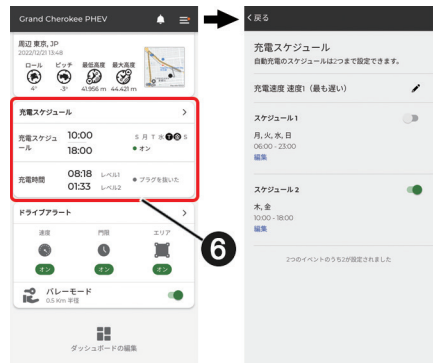 Grand Cherokee PHEV
周辺 東京, JP
2022/12/21 13:48
ロール ピッチ 最低高度 最大高度
4° -3° 41.956 m 44.421 m
充電スケジュール
充電スケジュール 10:00 18:00
S 月 T 水 木 金 S
オン
充電時間 08:18 レベル1
01:33 レベル2
プラグを抜いた
ドライブアラート
速度 門限 エリア
オン オン オン
バレーモード
0.5 Km 半径
ダッシュボードの編集
6
戻る
充電スケジュール
自動充電のスケジュールは2つまで設定できます。
充電速度 速度1（最も遅い）
スケジュール 1
月, 火, 水, 日
06:00 - 23:00
編集
スケジュール 2
木, 金
10:00 - 18:00
編集
2つのイベントのうち2が設定されました